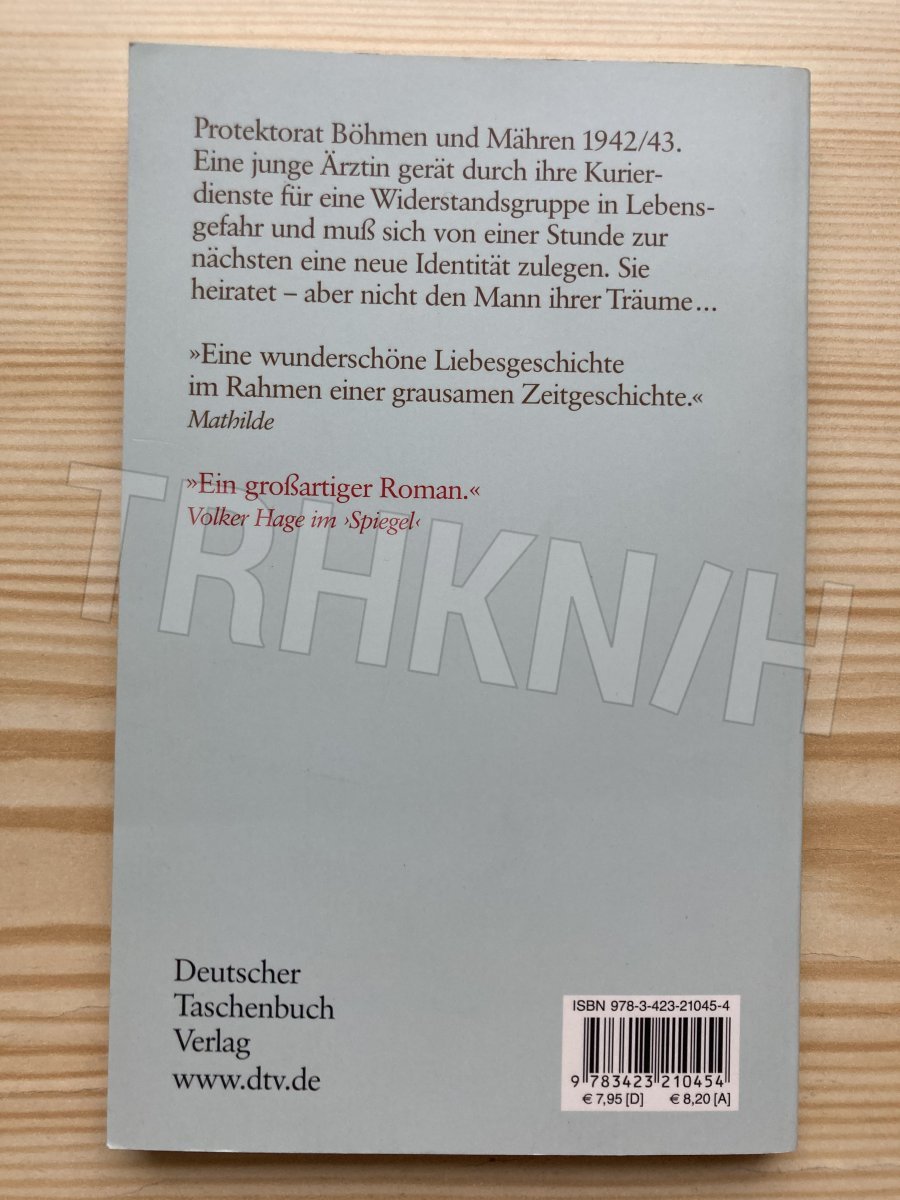 Protektorat Böhmen und Mähren 1942/43.
Eine junge Ärztin gerät durch ihre Kurier-
dienste für eine Widerstandsgruppe in Lebens-
gefahr und muß sich von einer Stunde zur
nächsten eine neue Identität zulegen. Sie
heiratet – aber nicht den Mann ihrer Träume...
»Eine wunderschöne Liebesgeschichte
im Rahmen einer grausamen Zeitgeschichte.«
Mathilde
»Ein großartiger Roman.«
Volker Hage im ›Spiegel‹
TRHKN/H
Deutscher
Taschenbuch
Verlag
www.dtv.de
ISBN 978-3-423-21045-4
9 783423 210454
€ 7,95 [D] € 8,20 [A]